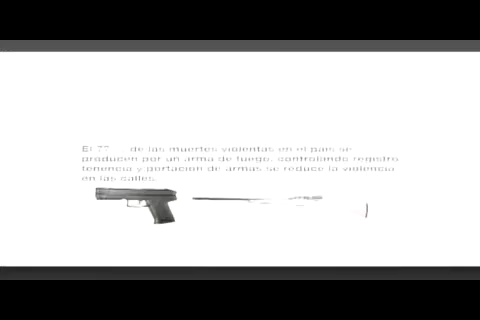 El 77 de las muertes violentas en el país se
producen por un arma de fuego, controlando registro
tenencia y portación de armas se reduce la violencia
en las calles.